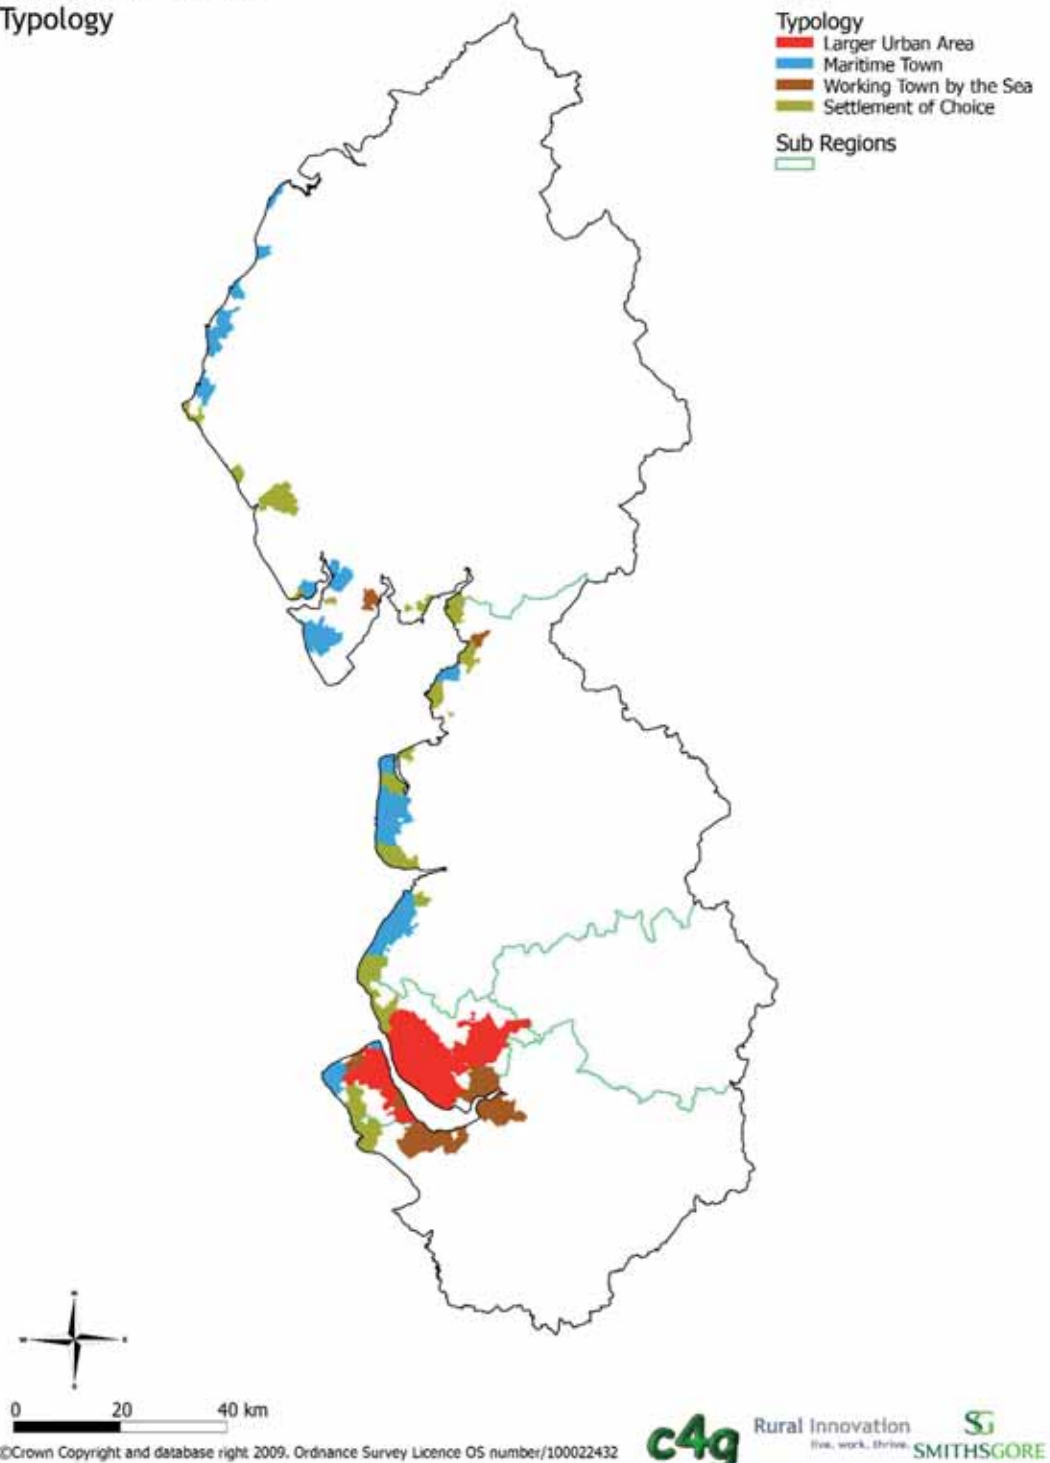 Typology
Typology
Larger Urban Area
Maritime Town
Working Town by the Sea
Settlement of Choice
Sub Regions
0 20 40 km
©Crown Copyright and database right 2009. Ordnance Survey Licence OS number/100022432
c4g
Rural Innovation
live. work. thrive.
SG
SMITHSGORE